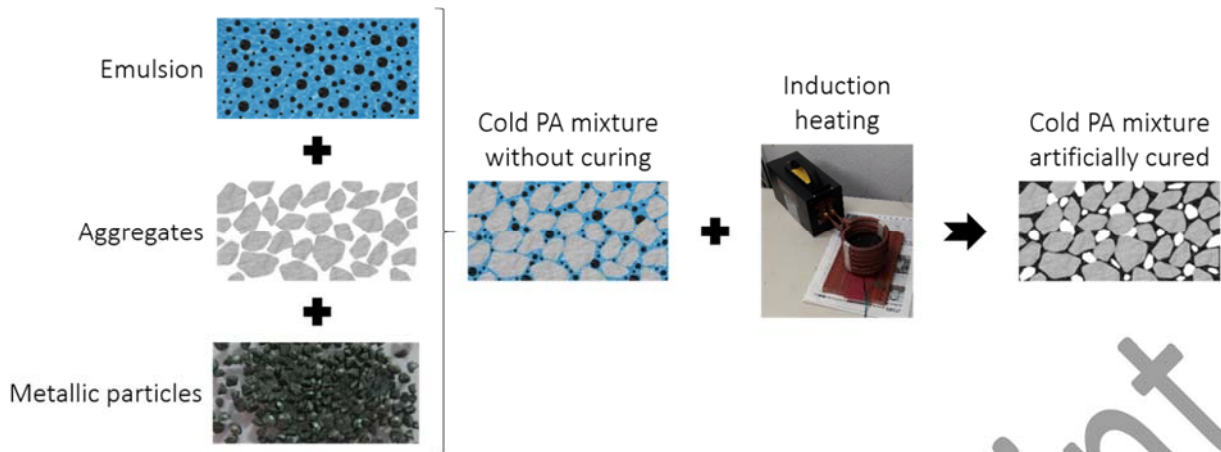 Emulsion
Aggregates
Metallic particles
Cold PA mixture
without curing
Induction
heating
Cold PA mixture
artificially cured